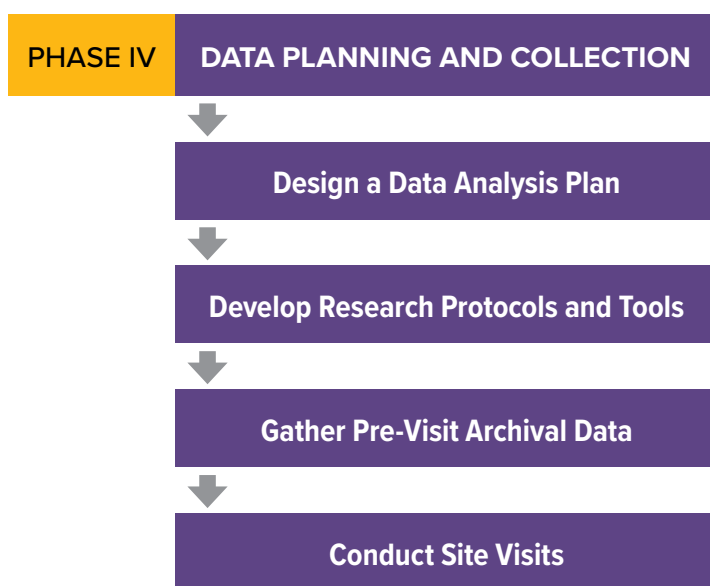 PHASE IV DATA PLANNING AND COLLECTION
Design a Data Analysis Plan
Develop Research Protocols and Tools
Gather Pre-Visit Archival Data
Conduct Site Visits